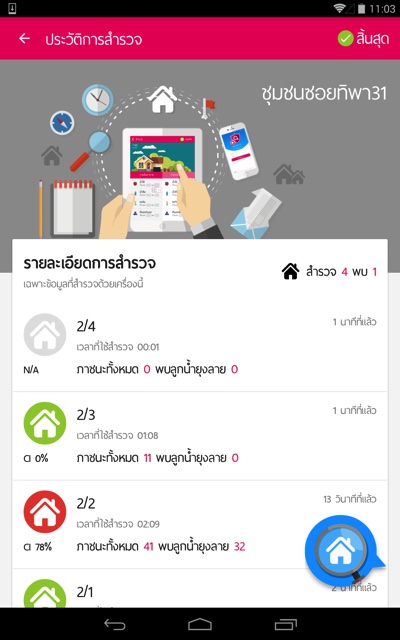 11:03
ประวัติการสำรวจ
สิ้นสุด
ชุมชนซอยทิพา31
รายละเอียดการสำรวจ
สำรวจ 4 พบ 1
เฉพาะข้อมูลที่สำรวจด้วยเครื่องนี้
2/4
1 นาทีที่แล้ว
เวลาที่ใช้สำรวจ 00:01
N/A
ภาชนะทั้งหมด 0 พบลูกน้ำยุงลาย 0
2/3
1 นาทีที่แล้ว
เวลาที่ใช้สำรวจ 01:08
CI 0%
ภาชนะทั้งหมด 11 พบลูกน้ำยุงลาย 0
2/2
13 วินาทีที่แล้ว
เวลาที่ใช้สำรวจ 02:09
CI 78%
ภาชนะทั้งหมด 41 พบลูกน้ำยุงลาย 32
2/1
2 นาทีที่แล้ว